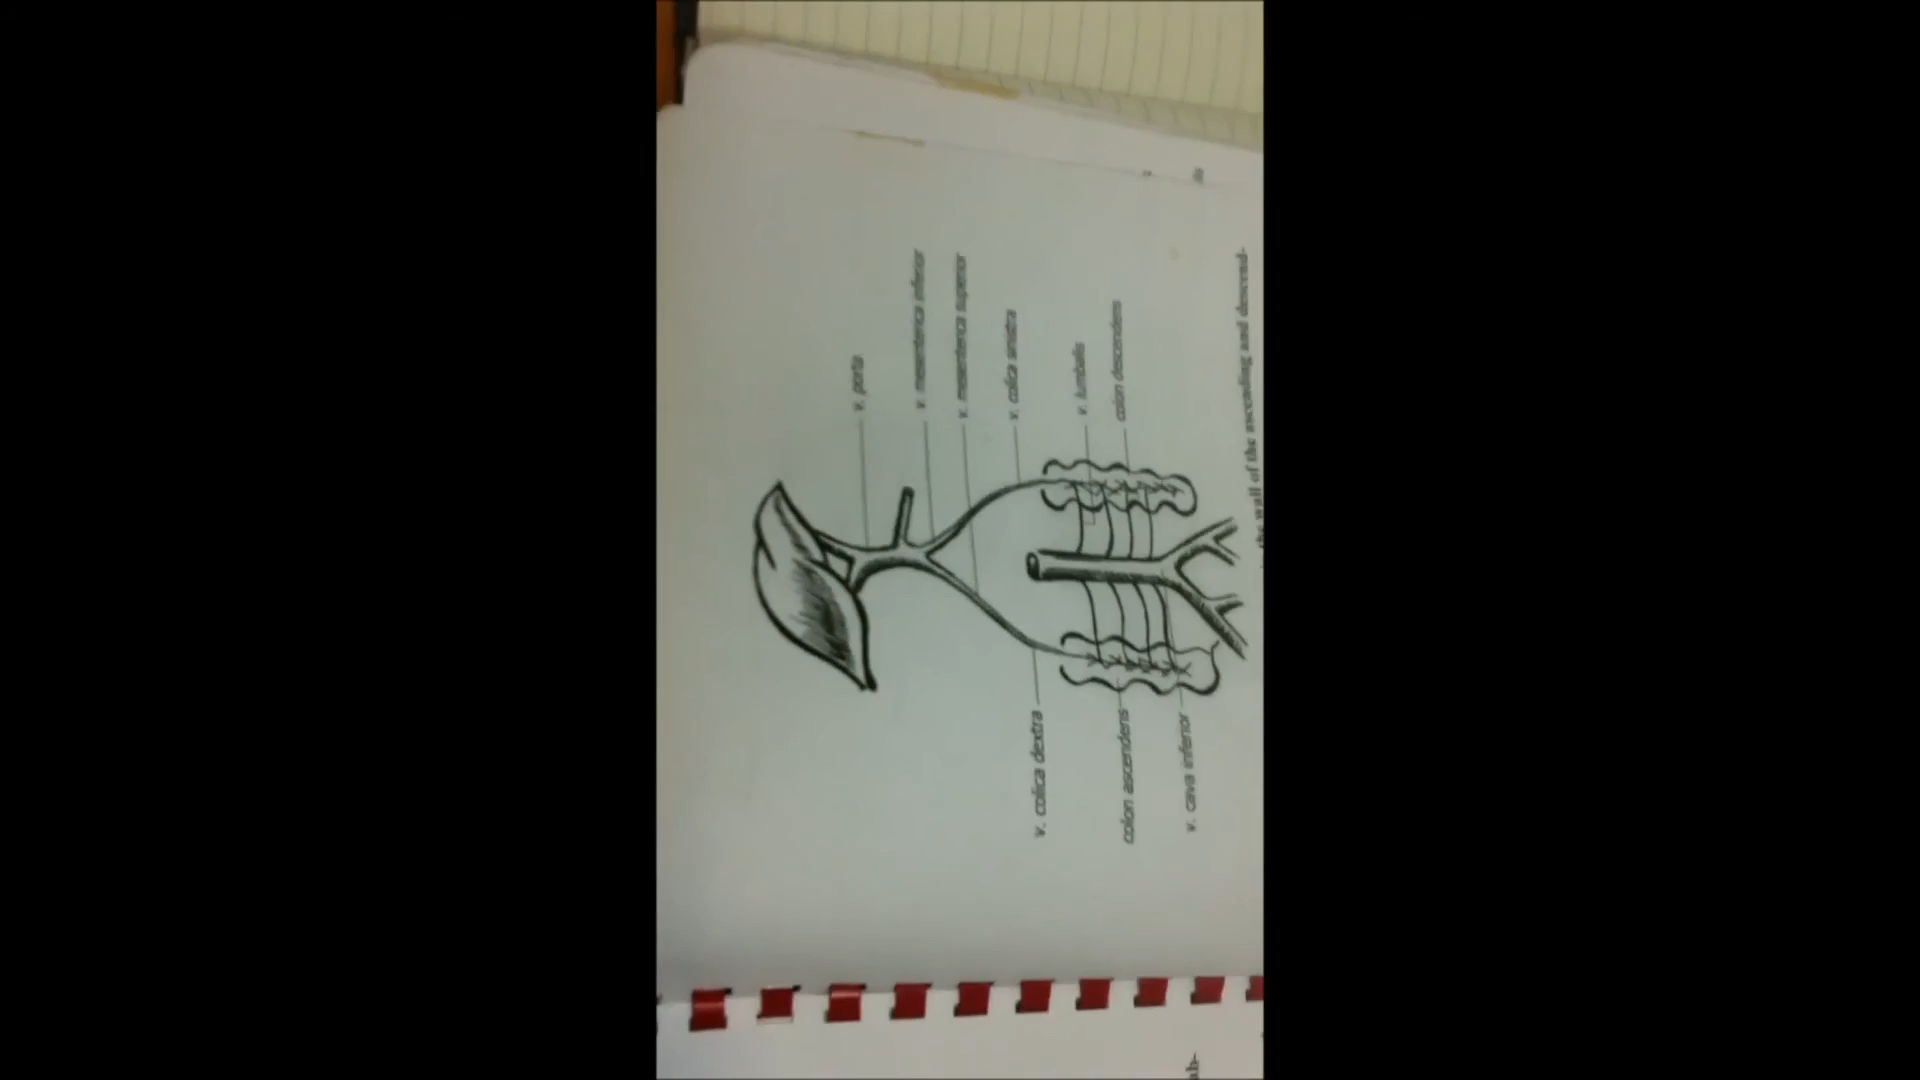 v. porta
v. mesenterica inferior
v. mesenterica superior
v. colica sinistra
v. lumbalis
colon descendens
v. colica dextra
colon ascendens
v. cava inferior
the wall of the ascending and descend-